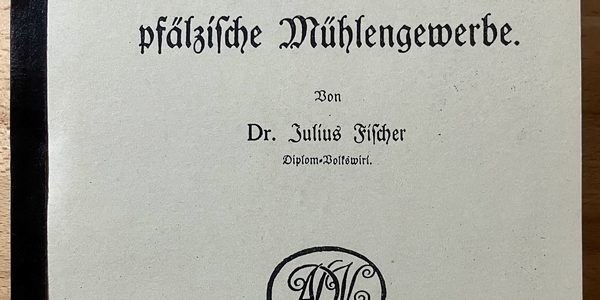 pfälzische Mühlengewerbe.
Von
Dr. Julius Fischer
Diplom-Volkswirt.